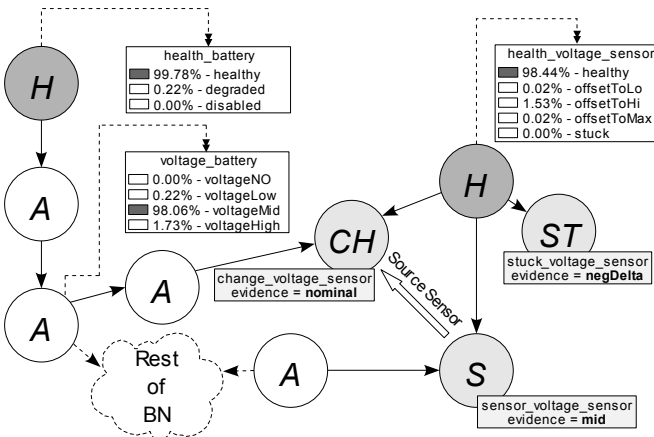 health_battery
99.78% - healthy
0.22% - degraded
0.00% - disabled
H
health_voltage_sensor
98.44% - healthy
0.02% - offsetToLo
1.53% - offsetToHi
0.02% - offsetToMax
0.00% - stuck
voltage_battery
0.00% - voltageNO
0.22% - voltageLow
98.06% - voltageMid
1.73% - voltageHigh
H
A
CH
ST
change_voltage_sensor
evidence = nominal
stuck_voltage_sensor
evidence = negDelta
Source Sensor
A
A
Rest
of
BN
A
S
sensor_voltage_sensor
evidence = mid